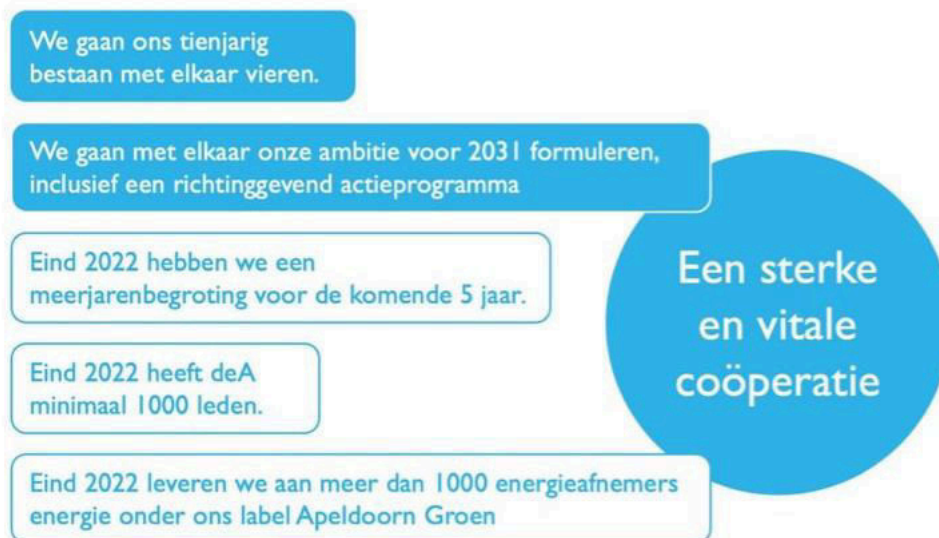 We gaan ons tienjarig
bestaan met elkaar vieren.
We gaan met elkaar onze ambitie voor 2031 formuleren,
inclusief een richtinggevend actieprogramma
Eind 2022 hebben we een
meerjarenbegroting voor de komende 5 jaar.
Eind 2022 heeft deA
minimaal 1000 leden.
Eind 2022 leveren we aan meer dan 1000 energieafnemers
energie onder ons label Apeldoorn Groen
Een sterke
en vitale
coöperatie